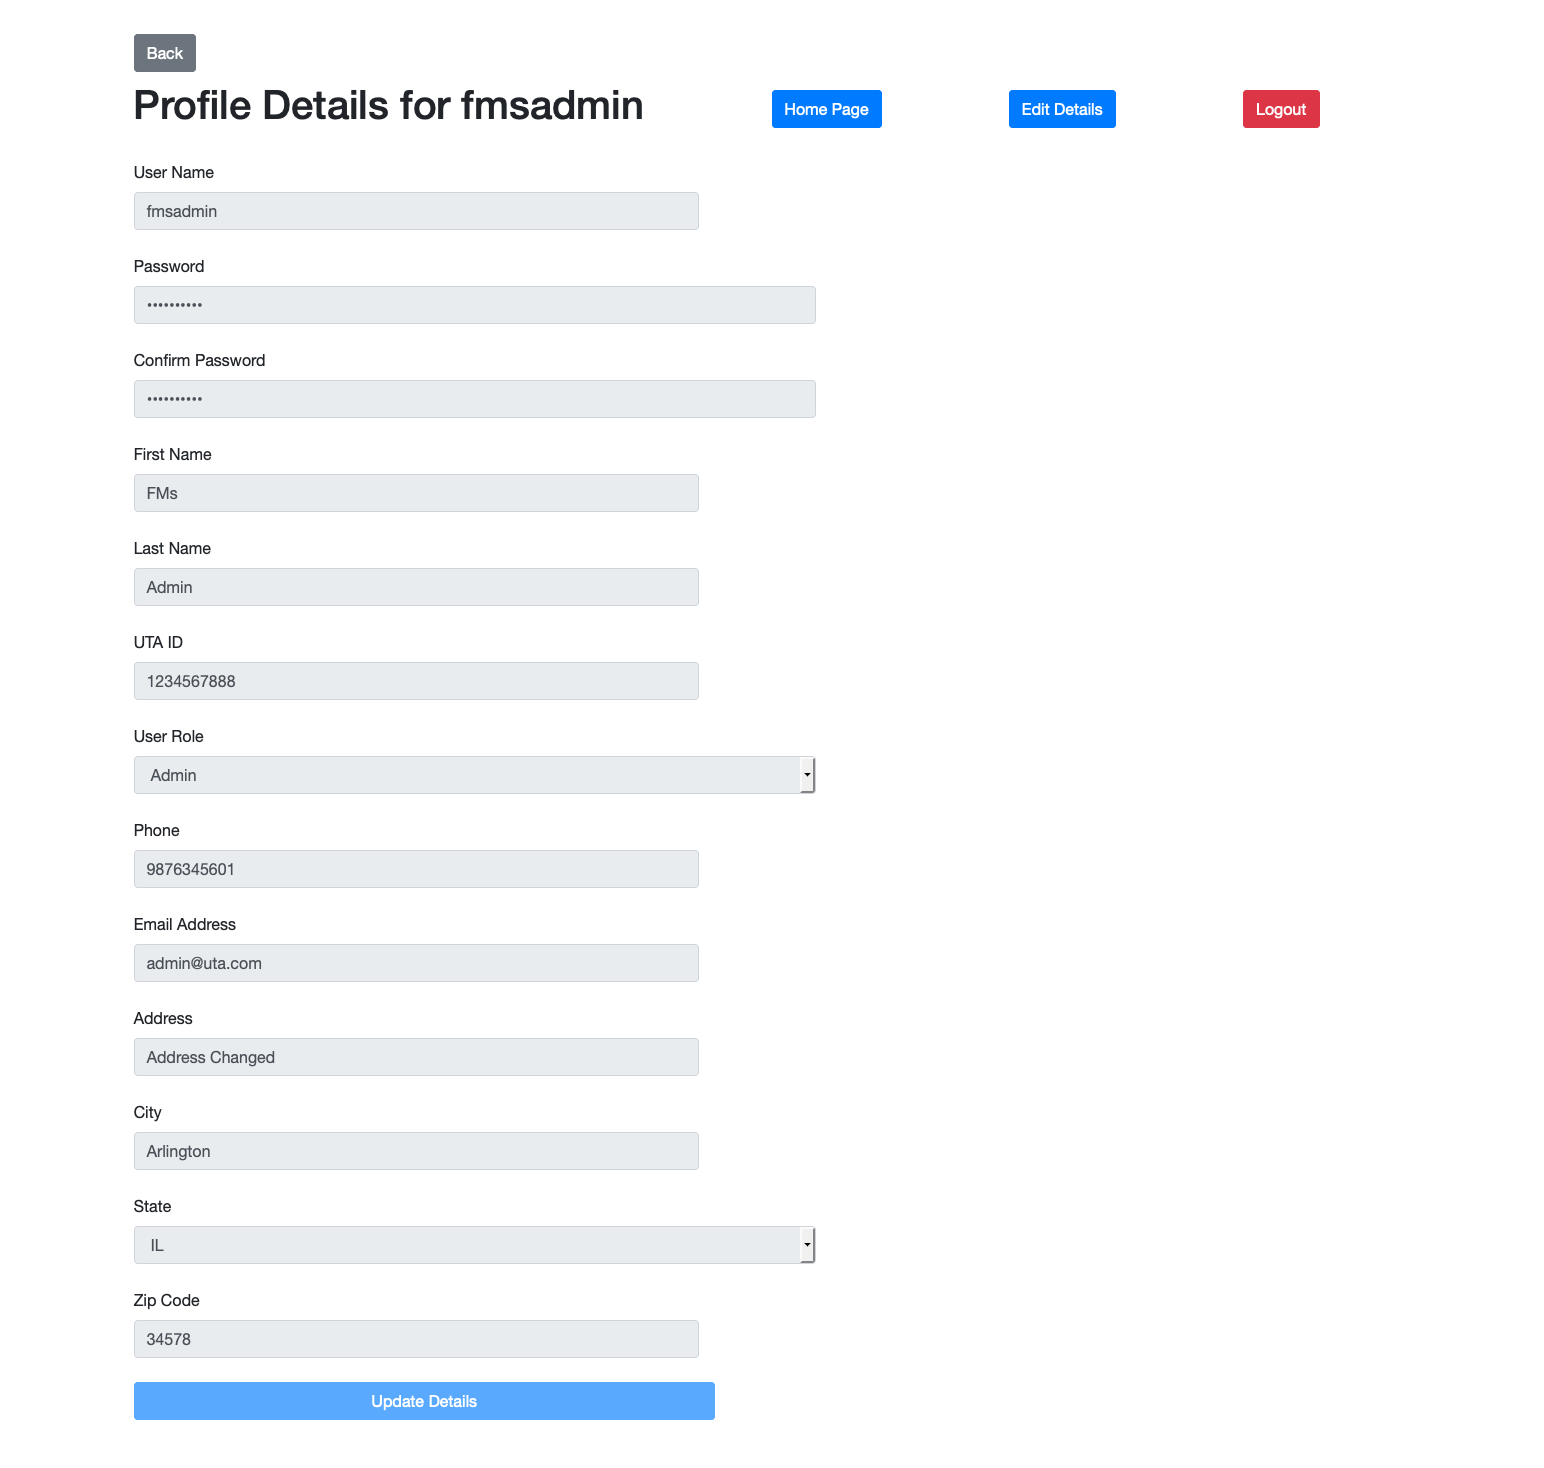 Back
Profile Details for fmsadmin
Home Page
Edit Details
Logout
User Name
fmsadmin
Password
••••••••••
Confirm Password
••••••••••
First Name
FMs
Last Name
Admin
UTA ID
1234567888
User Role
Admin
Phone
9876345601
Email Address
admin@uta.com
Address
Address Changed
City
Arlington
State
IL
Zip Code
34578
Update Details